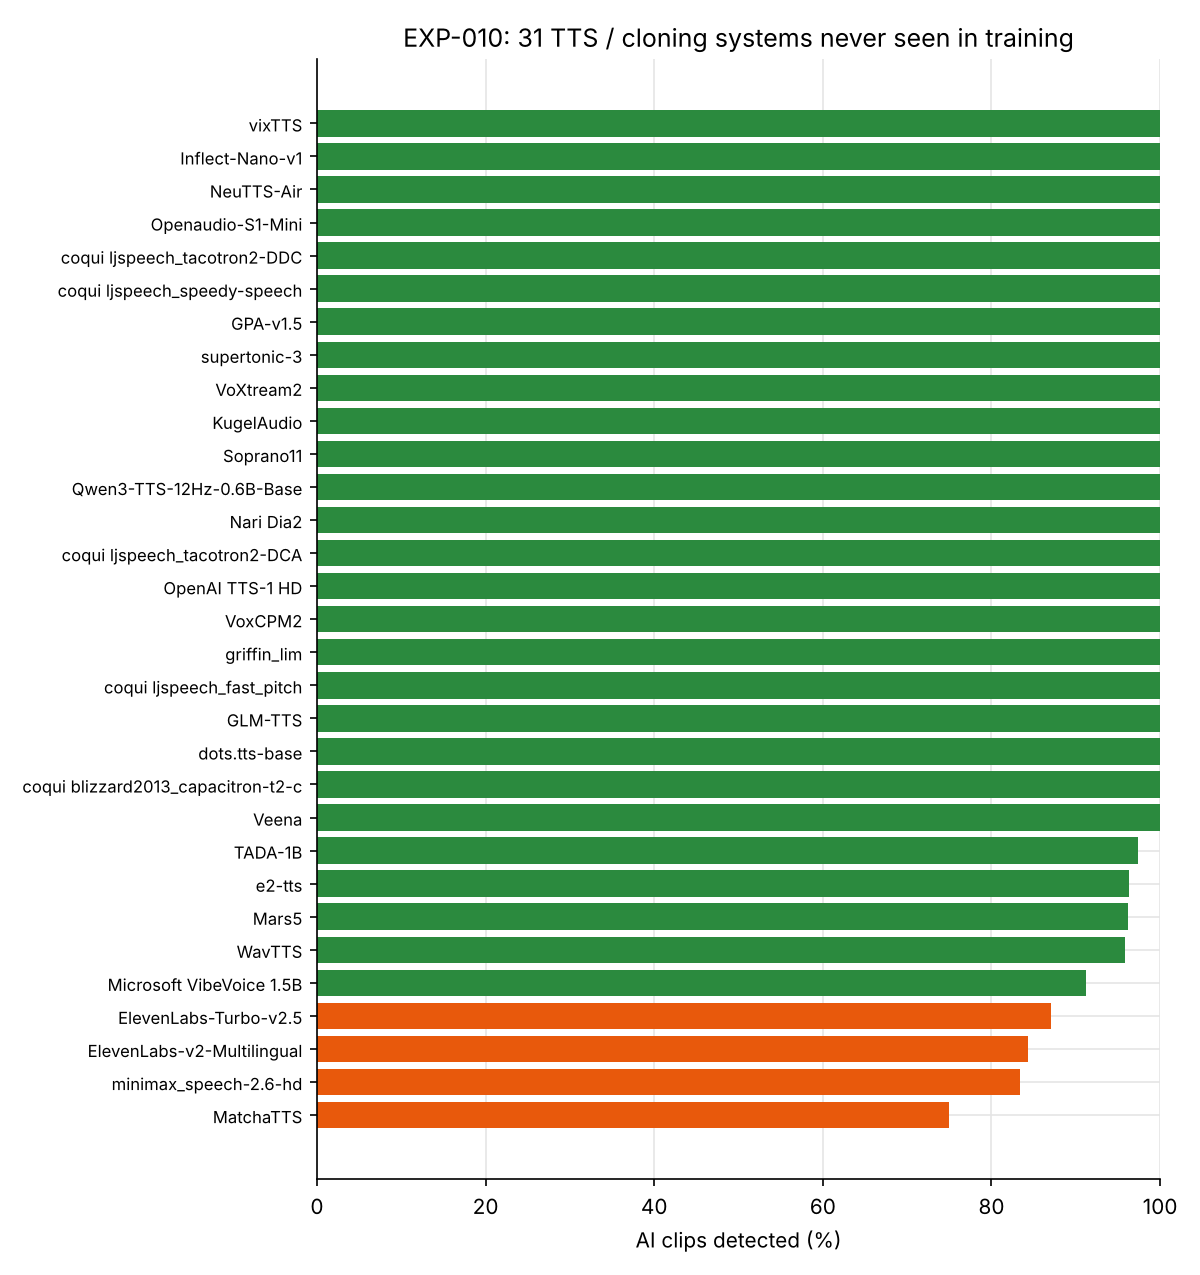 EXP-010: 31 TTS / cloning systems never seen in training
vixTTS
Inflect-Nano-v1
NeuTTS-Air
Openaudio-S1-Mini
coqui ljspeech_tacotron2-DDC
coqui ljspeech_speedy-speech
GPA-v1.5
supertonic-3
VoXtream2
KugelAudio
Soprano11
Qwen3-TTS-12Hz-0.6B-Base
Nari Dia2
coqui ljspeech_tacotron2-DCA
OpenAI TTS-1 HD
VoxCPM2
griffin_lim
coqui ljspeech_fast_pitch
GLM-TTS
dots.tts-base
coqui blizzard2013_capacitron-t2-c
Veena
TADA-1B
e2-tts
Mars5
WavTTS
Microsoft VibeVoice 1.5B
ElevenLabs-Turbo-v2.5
ElevenLabs-v2-Multilingual
minimax_speech-2.6-hd
MatchaTTS
0 20 40 60 80 100
AI clips detected (%)